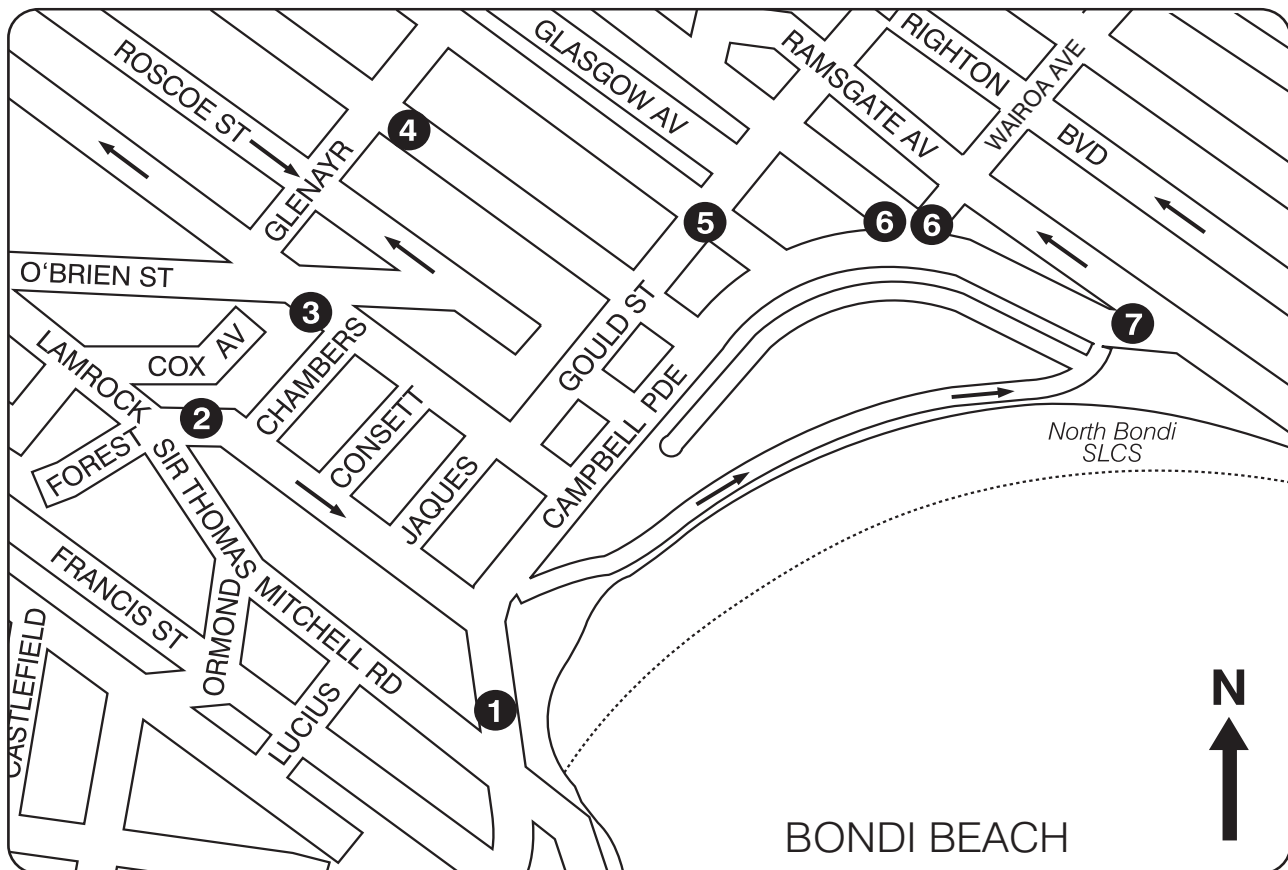 ROSCOE ST
GLASGOW AV
RAMSGATE AV
RIGHTON
WAIROA AVE
BVD
4
GLENAYR
5
6
6
O'BRIEN ST
3
7
LAMROCK
COX AV
CHAMBERS
GOULD ST
2
CONSETT
CAMPBELL PDE
North Bondi
SLCS
FOREST
JAQUES
SIR THOMAS MITCHELL RD
FRANCIS ST
ORMOND
CASTLEFIELD
LUCIUS
1
N
BONDI BEACH